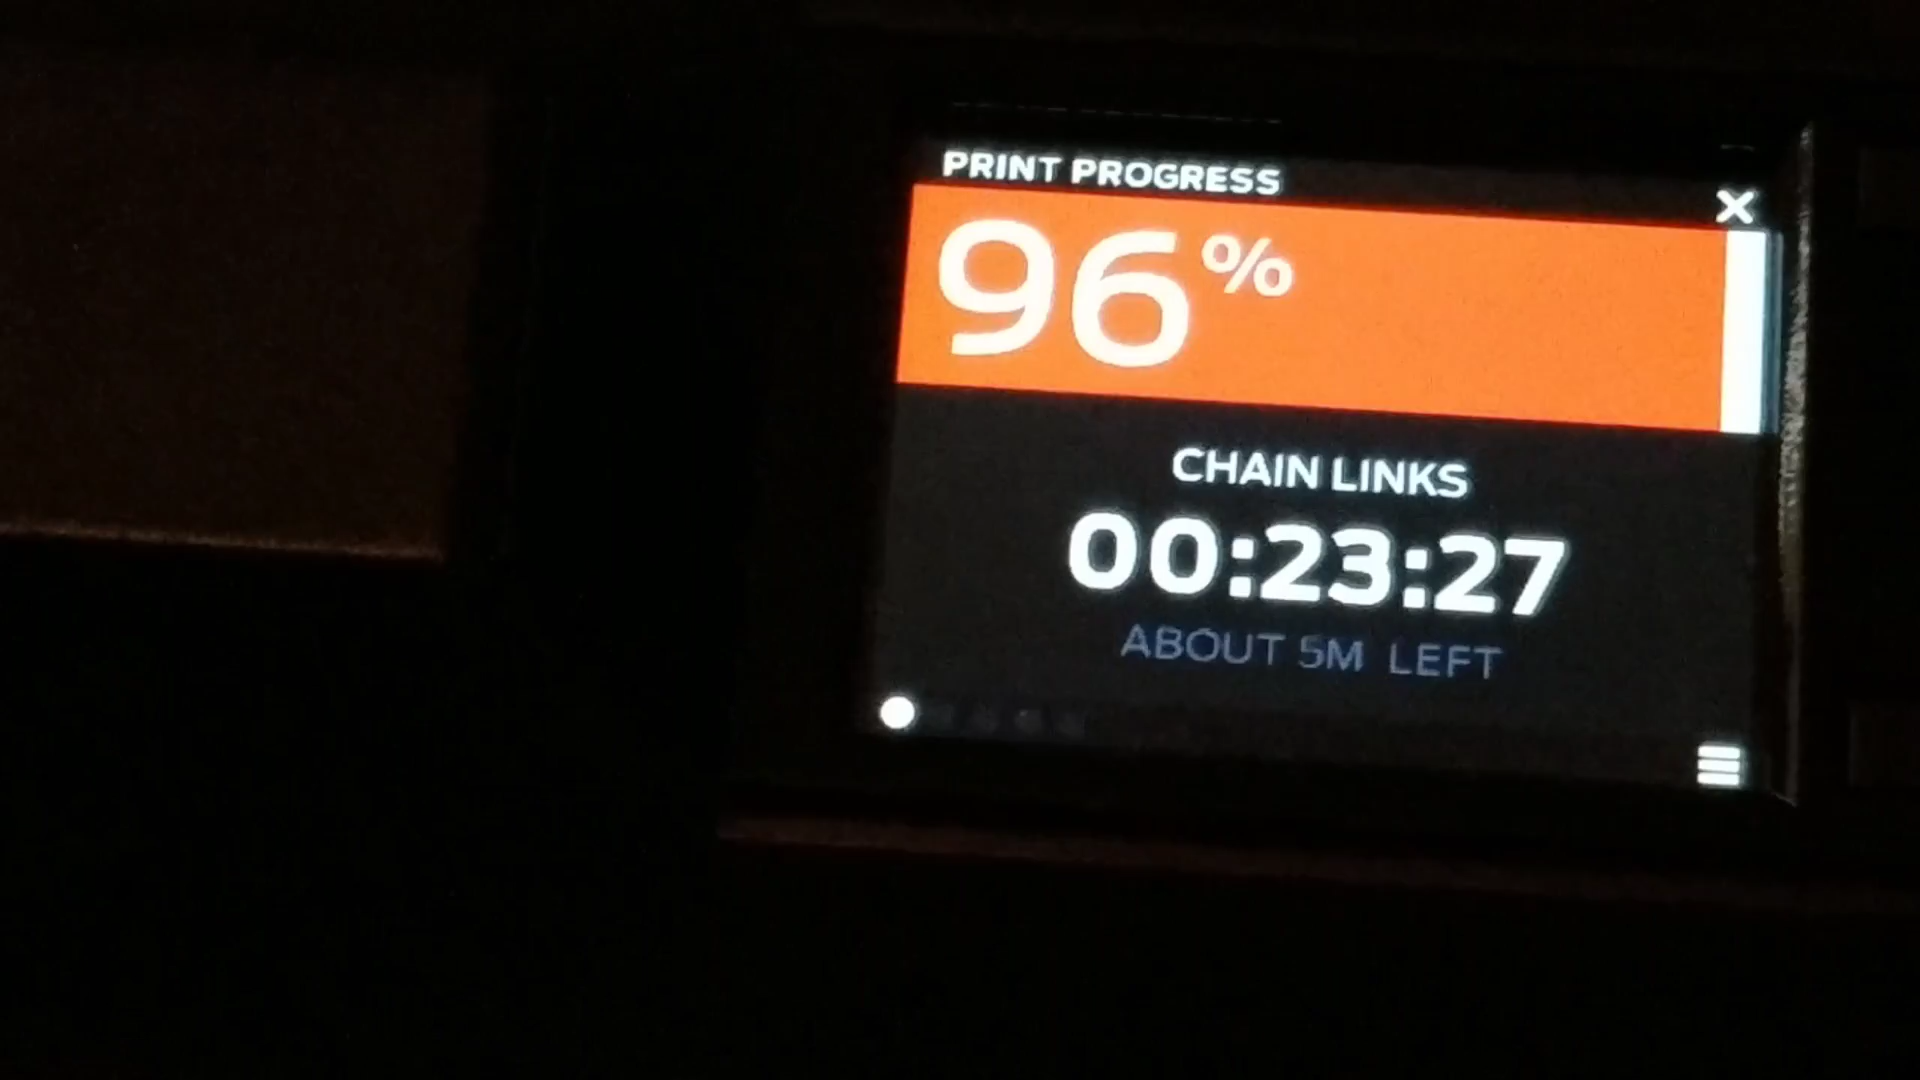 PRINT PROGRESS
96%
CHAIN LINKS
00:23:27
ABOUT 5M LEFT